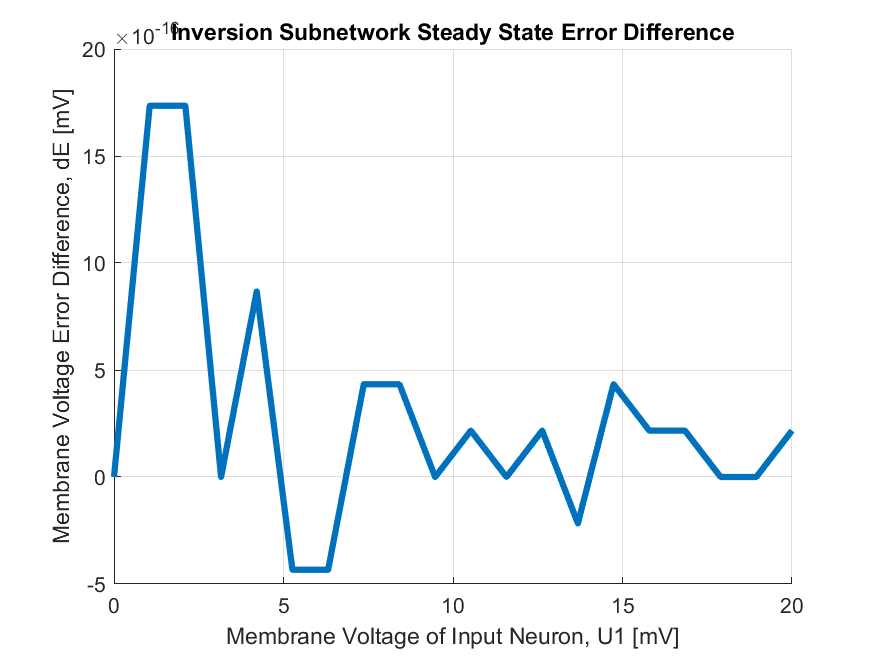 ×10^-16
Inversion Subnetwork Steady State Error Difference
Membrane Voltage Error Difference, dE [mV]
20
15
10
5
0
-5
0 5 10 15 20
Membrane Voltage of Input Neuron, U1 [mV]